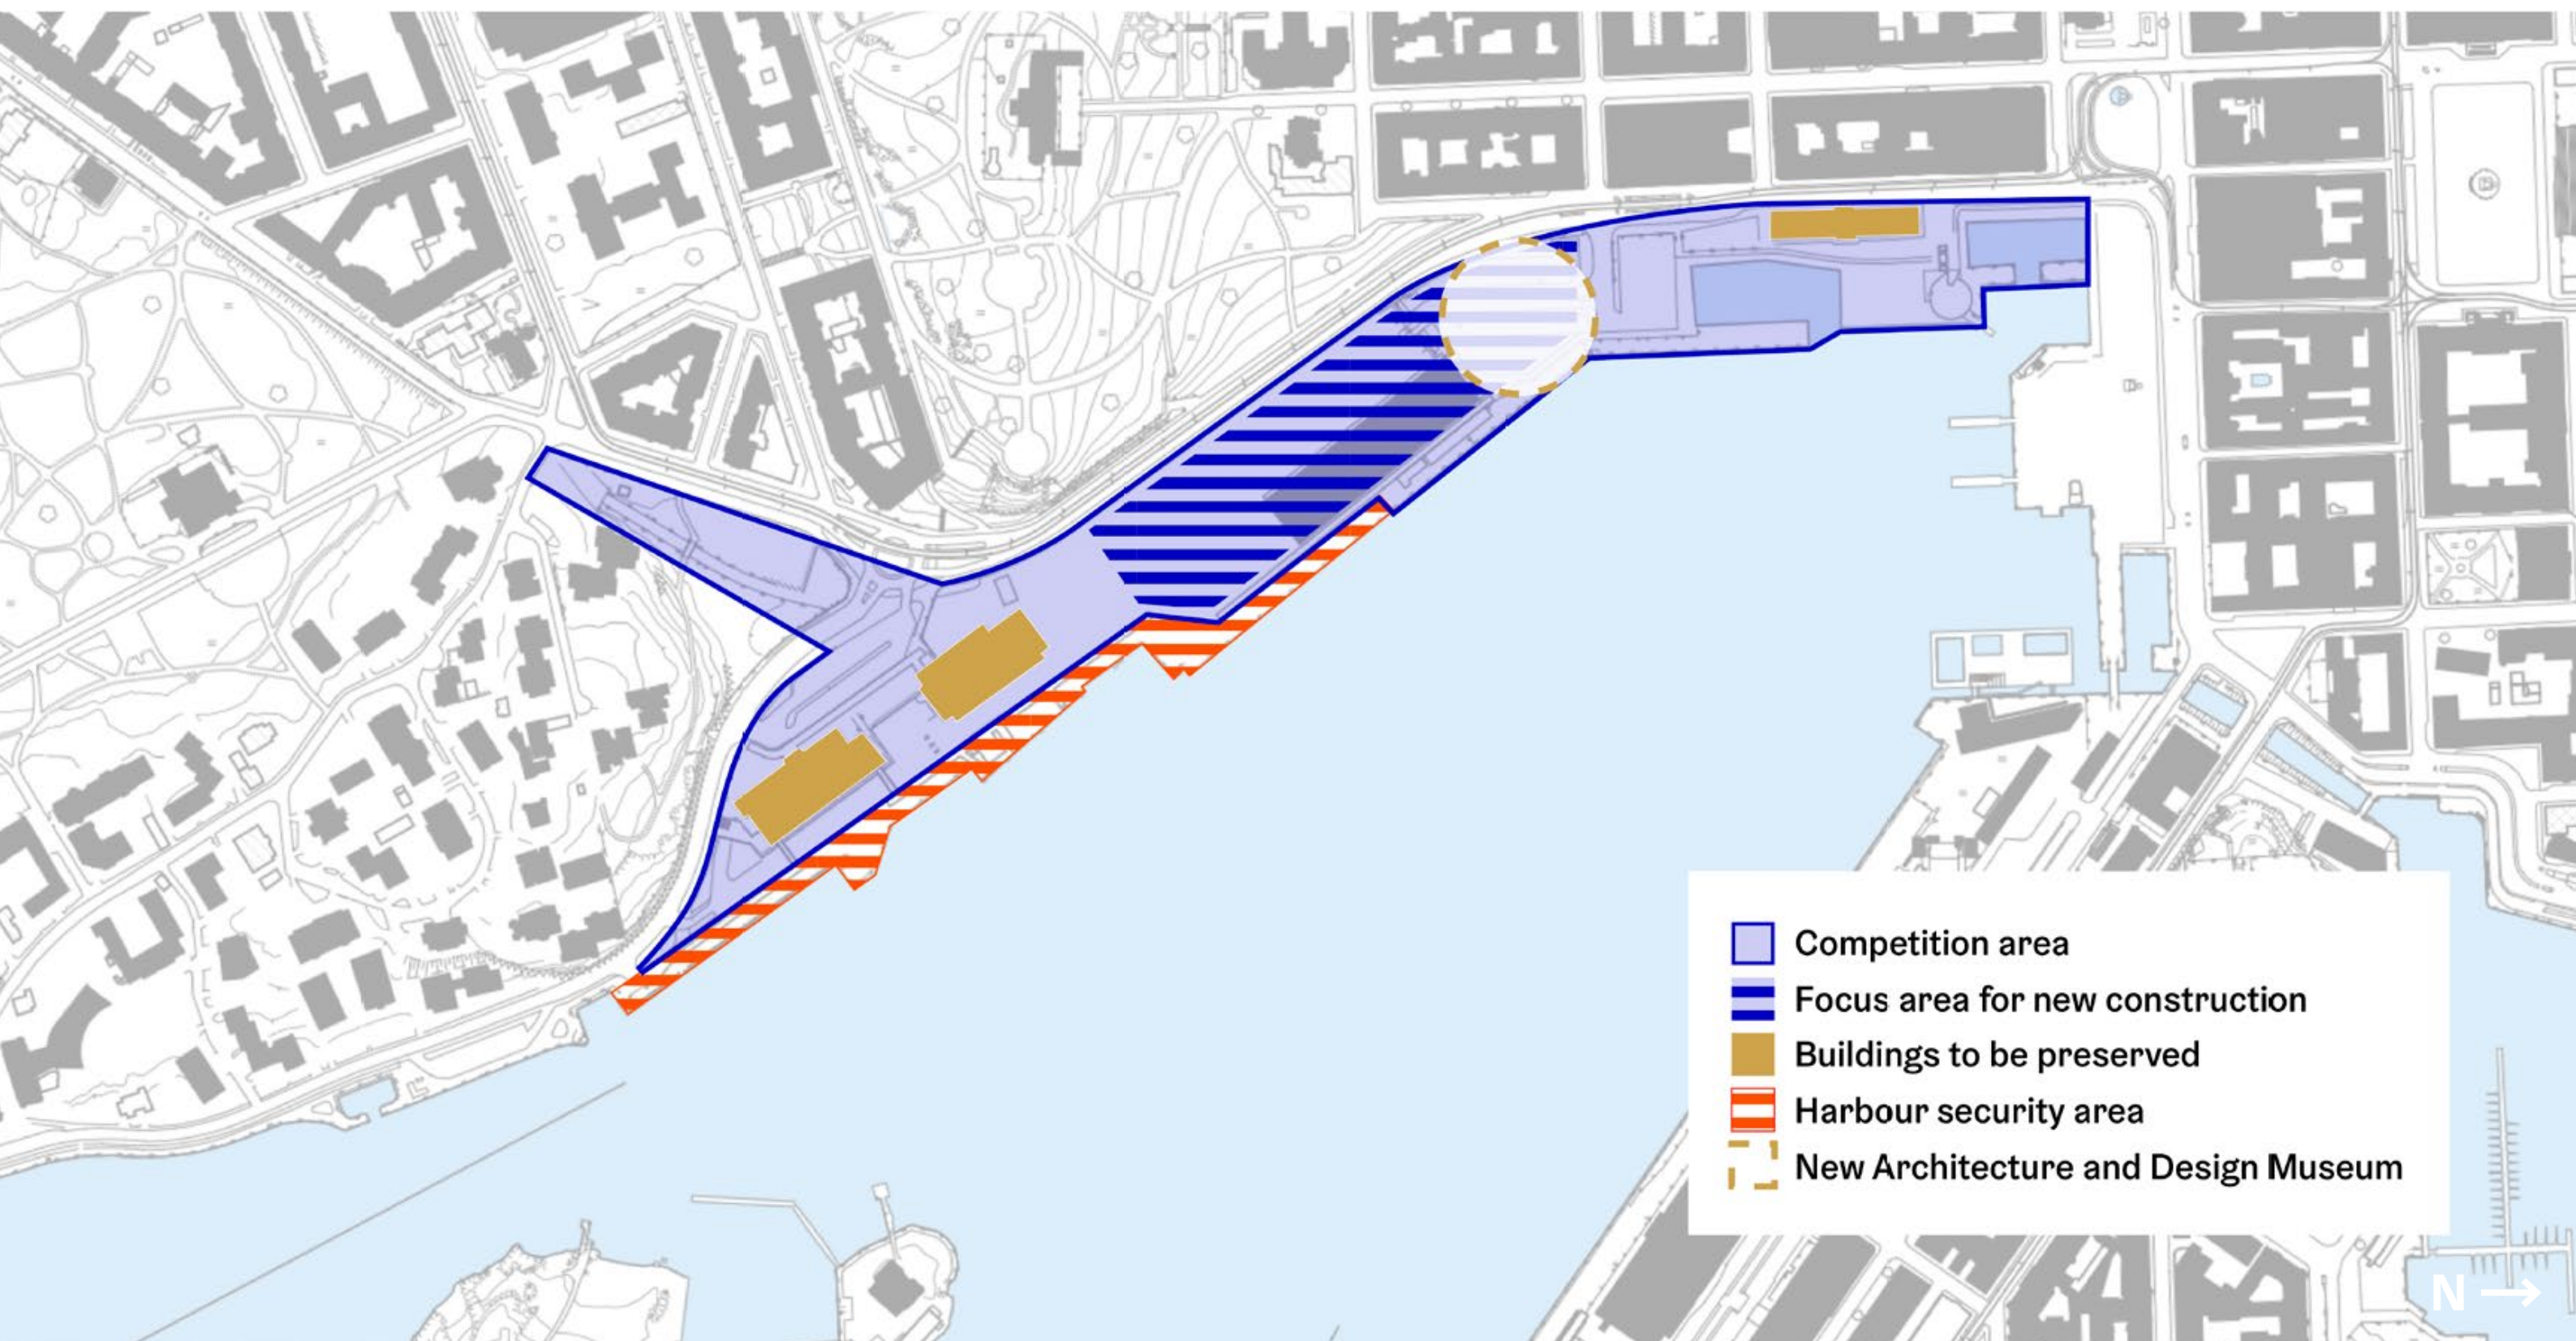 Competition area
Focus area for new construction
Buildings to be preserved
Harbour security area
New Architecture and Design Museum
N →